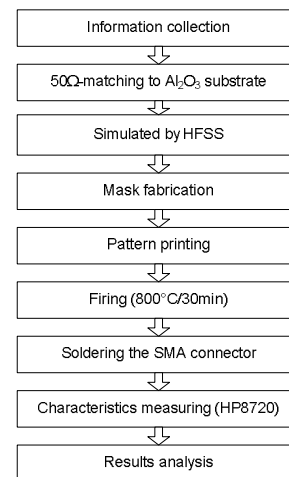 Information collection
50Ω-matching to Al₂O₃ substrate
Simulated by HFSS
Mask fabrication
Pattern printing
Firing (800°C/30min)
Soldering the SMA connector
Characteristics measuring (HP8720)
Results analysis